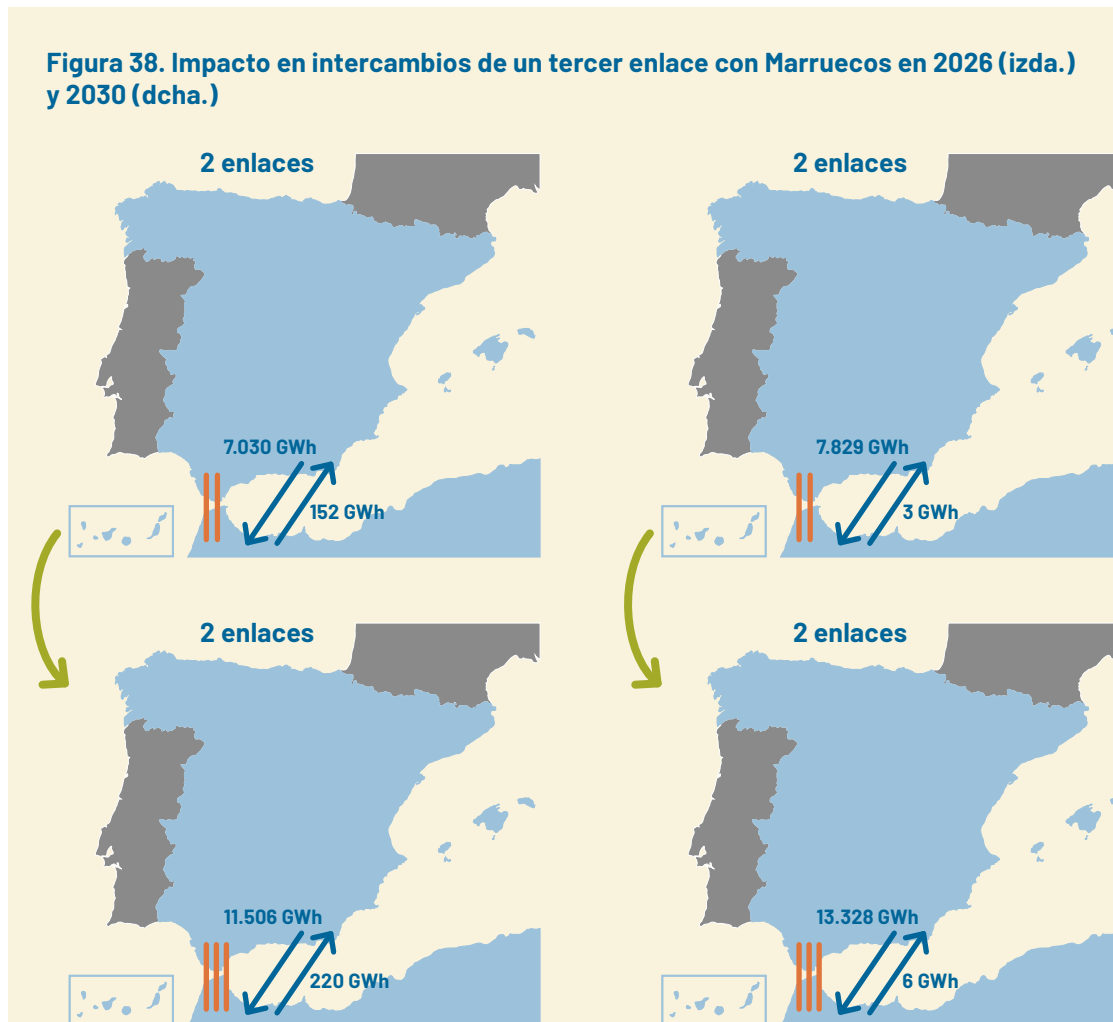 Figura 38. Impacto en intercambios de un tercer enlace con Marruecos en 2026 (izda.)
y 2030 (dcha.)
2 enlaces
7.030 GWh
152 GWh
2 enlaces
7.829 GWh
3 GWh
2 enlaces
11.506 GWh
220 GWh
2 enlaces
13.328 GWh
6 GWh